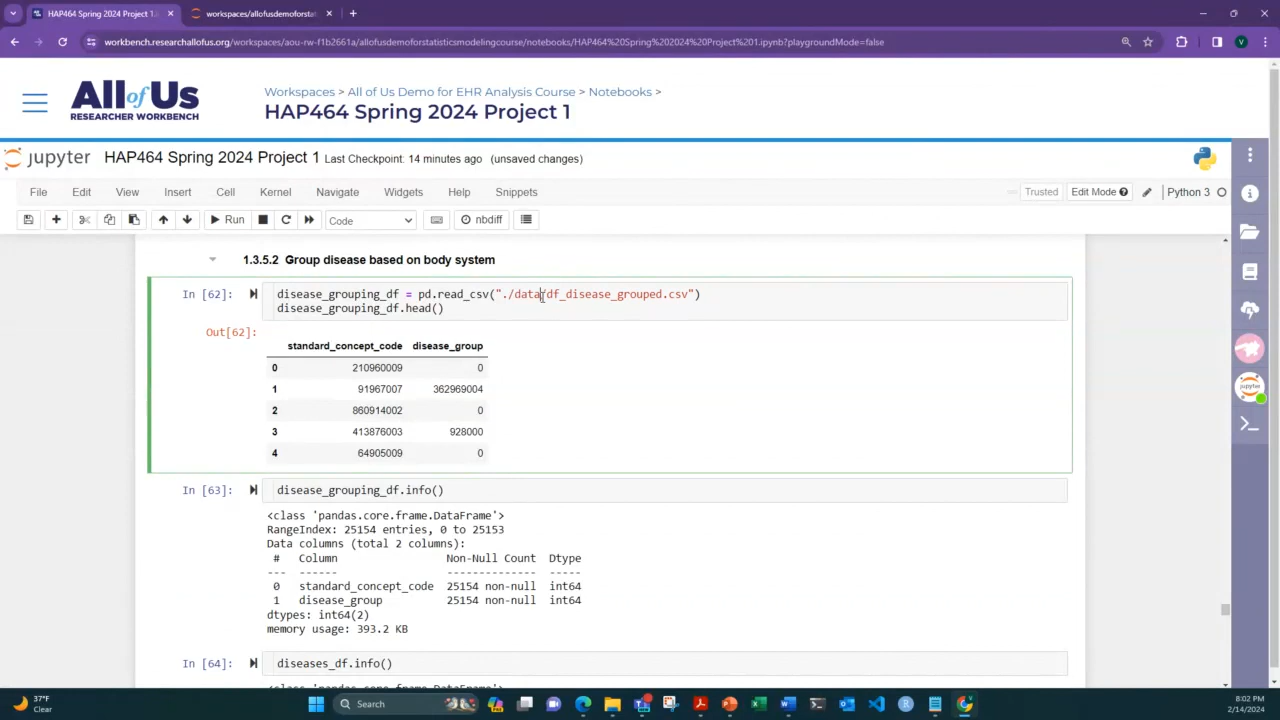 HAP464 Spring 2024 Project 1
workspaces/allofusdemoforstat
workbench.researchallofus.org/workspaces/aou-rw-f1b2661a/allofusdemoforstatisticsmodelingcourse/notebooks/HAP464%20Spring%202024%20Project%201.ipynb?playgroundMode=false
V
All of Us
RESEARCHER WORKBENCH
Workspaces > All of Us Demo for EHR Analysis Course > Notebooks >
HAP464 Spring 2024 Project 1
jupyter HAP464 Spring 2024 Project 1 Last Checkpoint: 14 minutes ago (unsaved changes)
File Edit View Insert Cell Kernel Navigate Widgets Help Snippets
Trusted Edit Mode Python 3
Run Code nbdiff
1.3.5.2 Group disease based on body system
In [62]: disease_grouping_df = pd.read_csv("./data/df_disease_grouped.csv")
disease_grouping_df.head()
Out[62]:
standard_concept_code disease_group
0 210960009 0
1 91967007 362969004
2 860914002 0
3 413876003 928000
4 64905009 0
In [63]: disease_grouping_df.info()
<class 'pandas.core.frame.DataFrame'>
RangeIndex: 25154 entries, 0 to 25153
Data columns (total 2 columns):
# Column Non-Null Count Dtype
--- ------ -------------- -----
0 standard_concept_code 25154 non-null int64
1 disease_group 25154 non-null int64
dtypes: int64(2)
memory usage: 393.2 KB
In [64]: diseases_df.info()
<class 'pandas.core.frame.DataFrame'>
37°F
Clear
Search
8:02 PM
2/14/2024